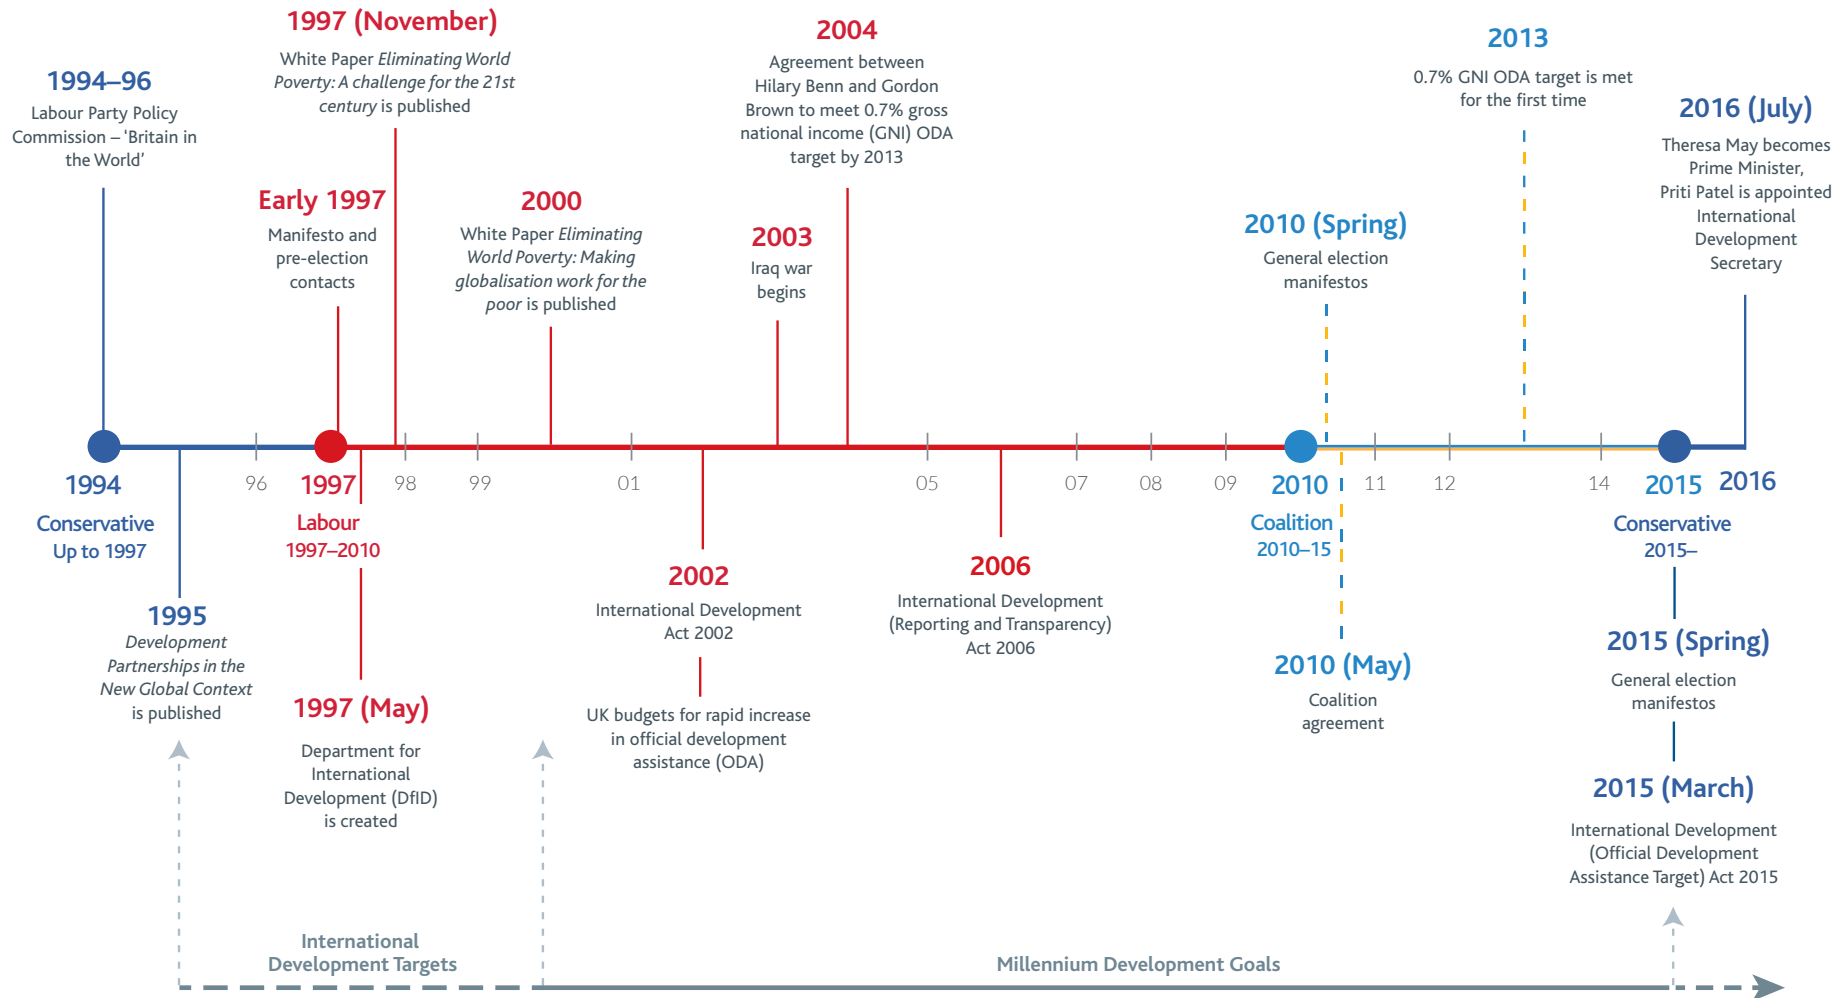 1994–96
Labour Party Policy
Commission – 'Britain in
the World'
1997 (November)
White Paper Eliminating World
Poverty: A challenge for the 21st
century is published
Early 1997
Manifesto and
pre-election
contacts
2000
White Paper Eliminating
World Poverty: Making
globalisation work for the
poor is published
2003
Iraq war
begins
2004
Agreement between
Hilary Benn and Gordon
Brown to meet 0.7% gross
national income (GNI) ODA
target by 2013
2010 (Spring)
General election
manifestos
2013
0.7% GNI ODA target is met
for the first time
2016 (July)
Theresa May becomes
Prime Minister,
Priti Patel is appointed
International
Development
Secretary
1994
96
1997
98
99
01
05
07
08
09
2010
11
12
14
2015
2016
Conservative
Up to 1997
Labour
1997–2010
Coalition
2010–15
Conservative
2015–
1995
Development
Partnerships in the
New Global Context
is published
1997 (May)
Department for
International
Development (DfID)
is created
2002
International Development
Act 2002
UK budgets for rapid increase
in official development
assistance (ODA)
2006
International Development
(Reporting and Transparency)
Act 2006
2010 (May)
Coalition
agreement
2015 (Spring)
General election
manifestos
2015 (March)
International Development
(Official Development
Assistance Target) Act 2015
International
Development Targets
Millennium Development Goals